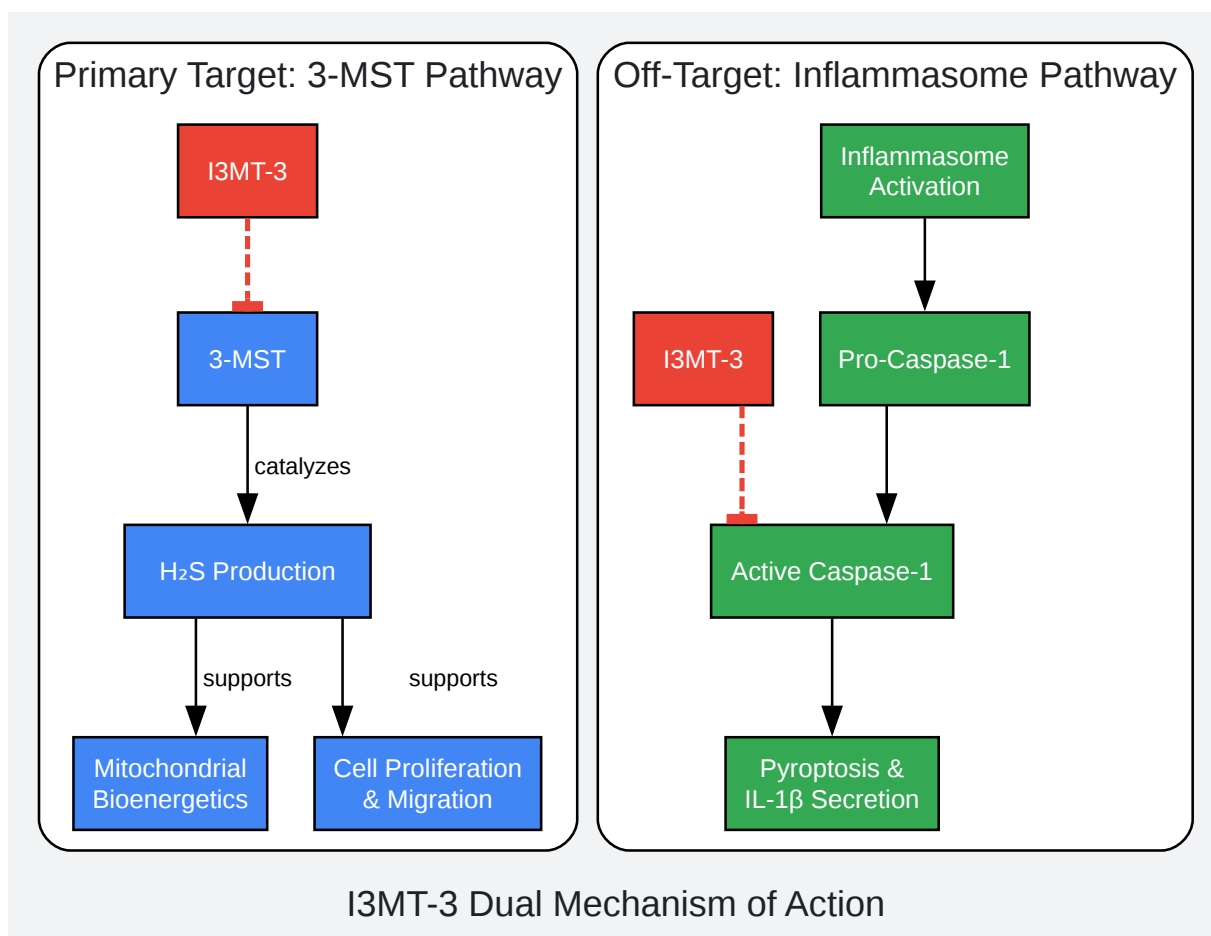 Primary Target: 3-MST Pathway
I3MT-3
3-MST
catalyzes
H₂S Production
supports
supports
Mitochondrial
Bioenergetics
Cell Proliferation
& Migration
Off-Target: Inflammasome Pathway
Inflammasome
Activation
I3MT-3
Pro-Caspase-1
Active Caspase-1
Pyroptosis &
IL-1β Secretion
I3MT-3 Dual Mechanism of Action